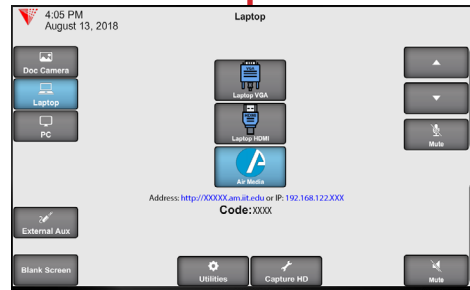 4:05 PM
August 13, 2018
Laptop
Doc Camera
Laptop
PC
External Aux
Blank Screen
VGA
Laptop VGA
HDMI
Laptop HDMI
Air Media
Address: http://XXXXX.am.iit.edu or IP: 192.168.122.XXX
Code: XXXX
Utilities
Capture HD
Mute
Mute